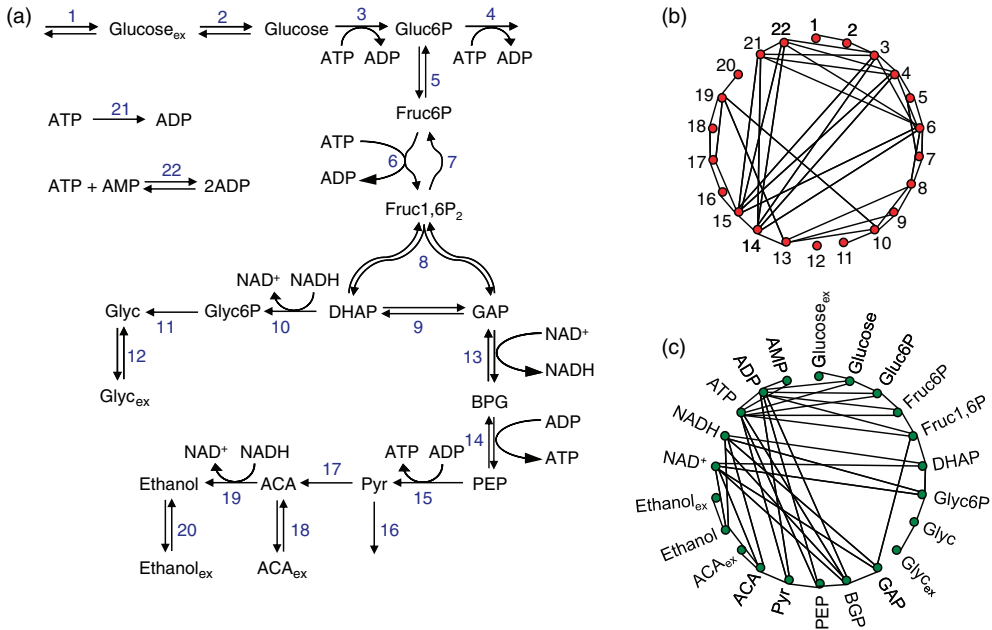 (a)
1 2 3 4
Glucose_ex Glucose Gluc6P
ATP ADP ATP ADP
5
Fruc6P
21
ATP ADP
ATP
6 7
ADP
22
ATP + AMP 2ADP
Fruc1,6P₂
8
NAD⁺ NADH
Glyc Glyc6P DHAP GAP
11 10 9
NAD⁺
12 13
NADH
Glyc_ex
BPG
ADP
14
ATP
NAD⁺ NADH ATP ADP
17
Ethanol ACA Pyr PEP
19 15
20 18 16
Ethanol_ex ACA_ex
(b)
1
2
3
4
5
6
7
8
9
10
11
12
13
14
15
16
17
18
19
20
21
22
(c)
Glucose_ex
Glucose
Gluc6P
Fruc6P
Fruc1,6P
DHAP
Glyc6P
Glyc
Glyc_ex
GAP
BGP
PEP
Pyr
ACA
ACA_ex
Ethanol
Ethanol_ex
NAD⁺
NADH
ATP
ADP
AMP